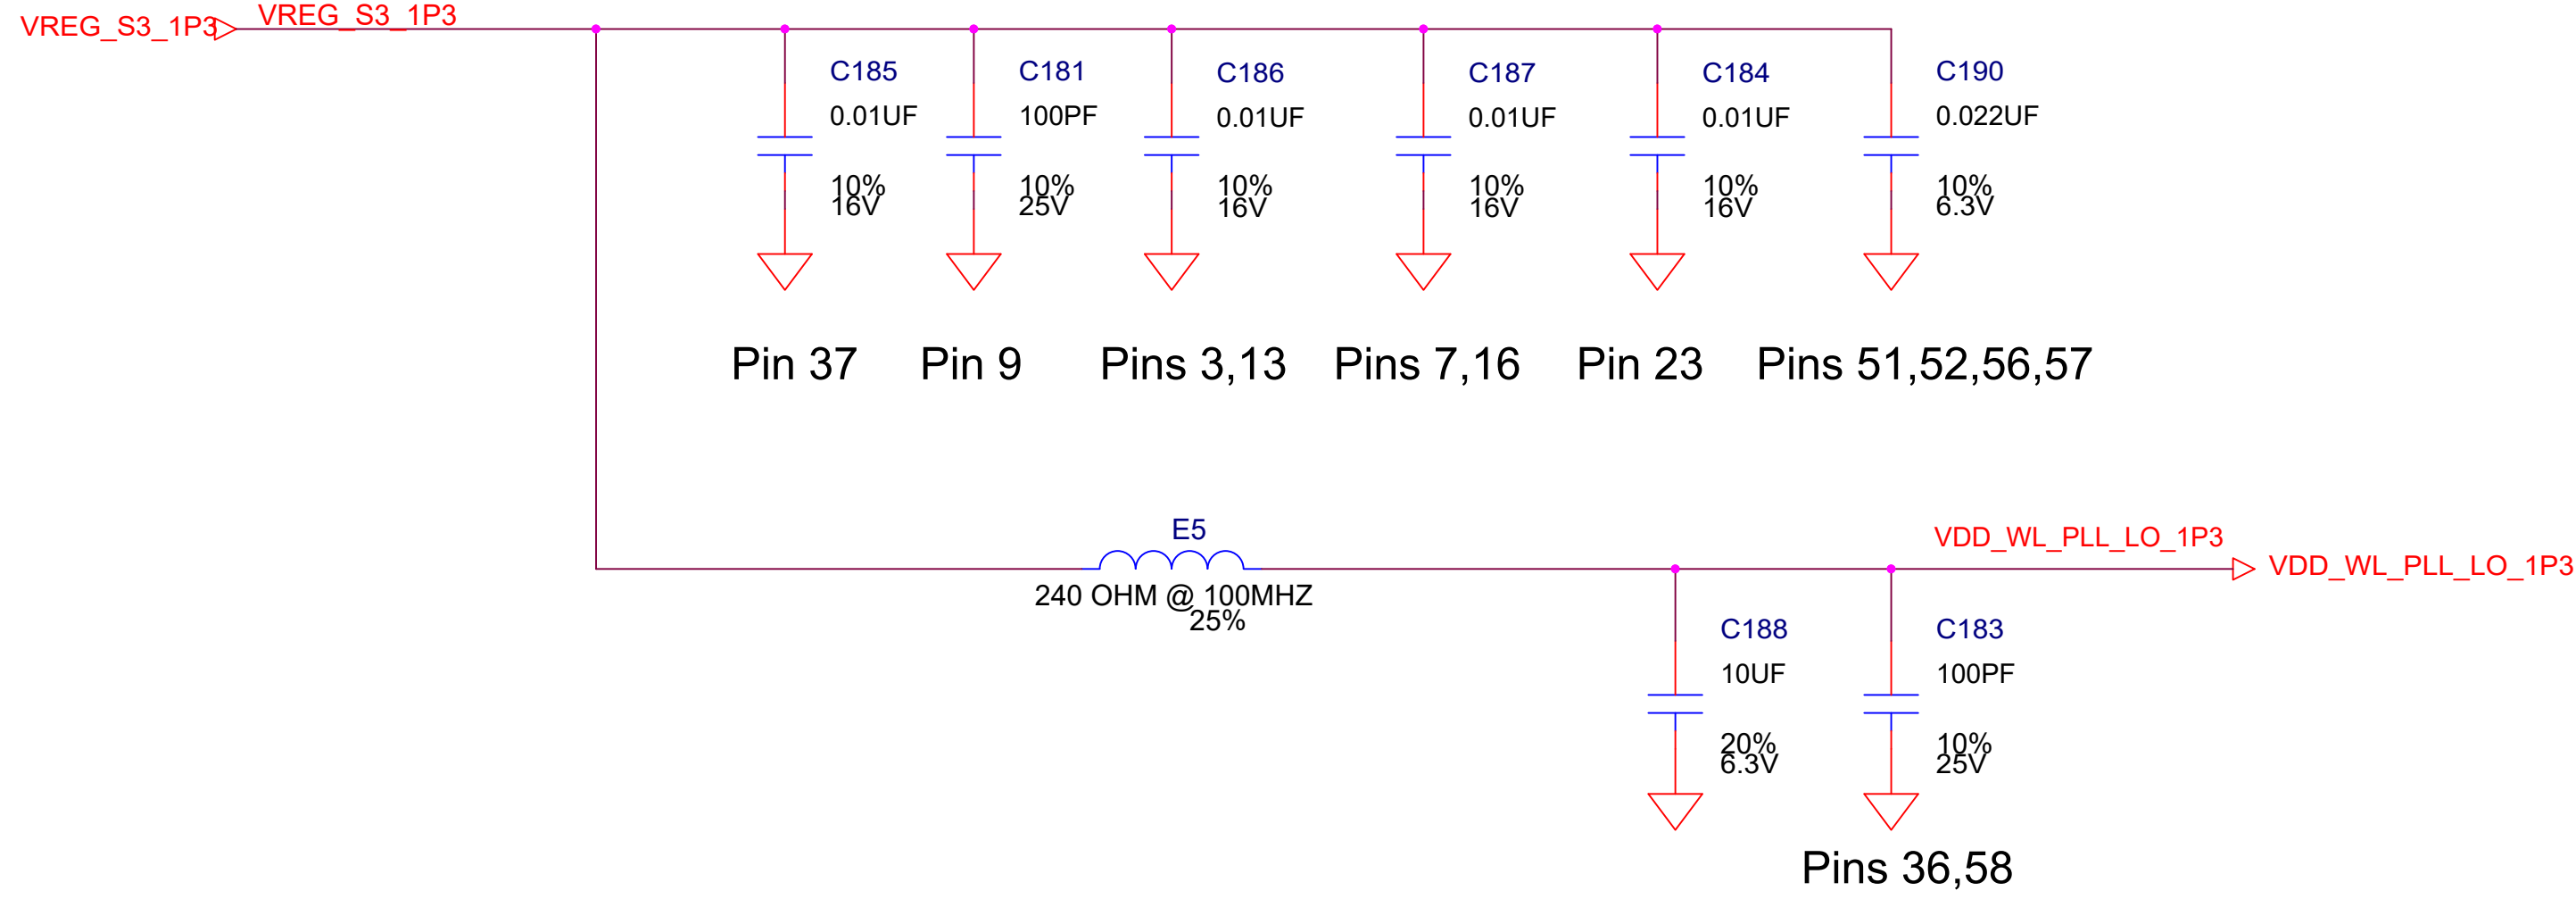 VREG_S3_1P3
VREG_S3_1P3
C185
0.01UF
10%
16V
C181
100PF
10%
25V
C186
0.01UF
10%
16V
C187
0.01UF
10%
16V
C184
0.01UF
10%
16V
C190
0.022UF
10%
6.3V
Pin 37
Pin 9
Pins 3,13
Pins 7,16
Pin 23
Pins 51,52,56,57
E5
240 OHM @ 100MHZ
25%
VDD_WL_PLL_LO_1P3
VDD_WL_PLL_LO_1P3
C188
10UF
20%
6.3V
C183
100PF
10%
25V
Pins 36,58